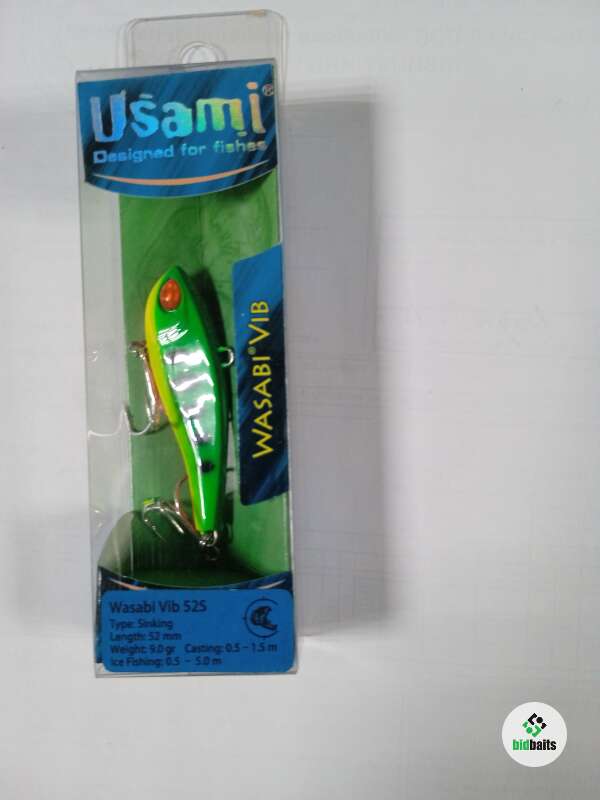 Usami®
Designed for fishes
WASABI® VIB
Wasabi Vib 52S
Type: Sinking
Length: 52 mm
Weight: 9.0 gr Casting: 0.5 – 1.5 m
Ice Fishing: 0.5 – 5.0 m
bidbaits